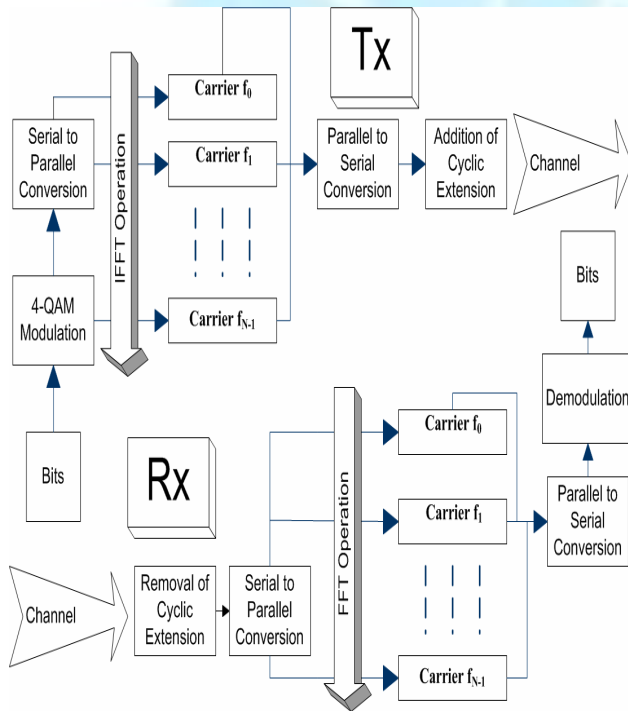 Tx
Carrier f0
Serial to
Parallel
Conversion
Carrier f1
Parallel to
Serial
Conversion
Addition of
Cyclic
Extension
Channel
IFFT Operation
4-QAM
Modulation
Carrier fN-1
Bits
Bits
Demodulation
Rx
Carrier f0
Carrier f1
Parallel to
Serial
Conversion
FFT Operation
Channel
Removal of
Cyclic
Extension
Serial to
Parallel
Conversion
Carrier fN-1